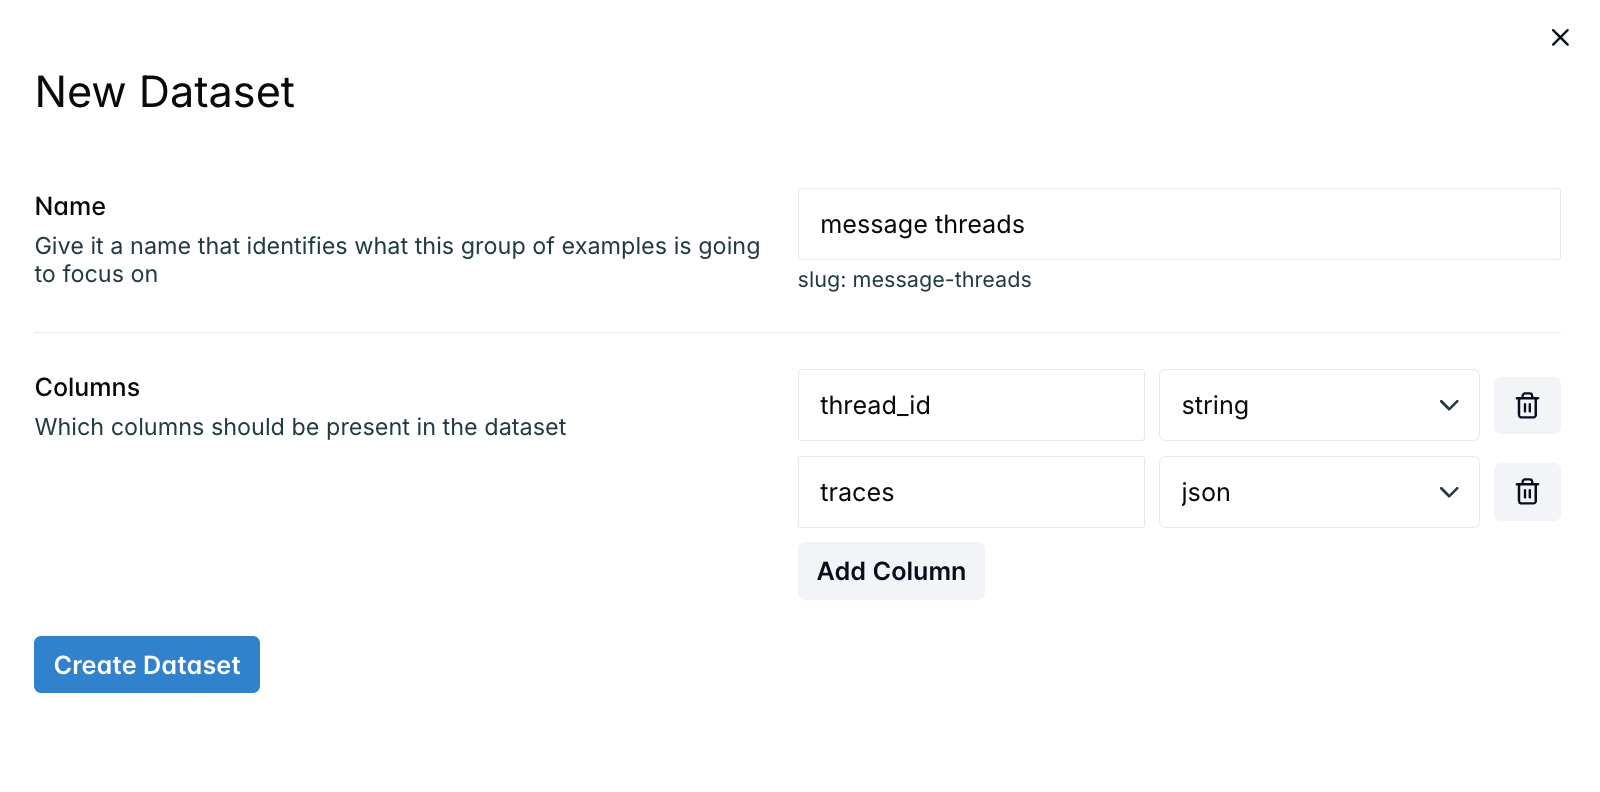 New Dataset
Name
Give it a name that identifies what this group of examples is going
to focus on
message threads
slug: message-threads
Columns
Which columns should be present in the dataset
thread_id
string
traces
json
Add Column
Create Dataset